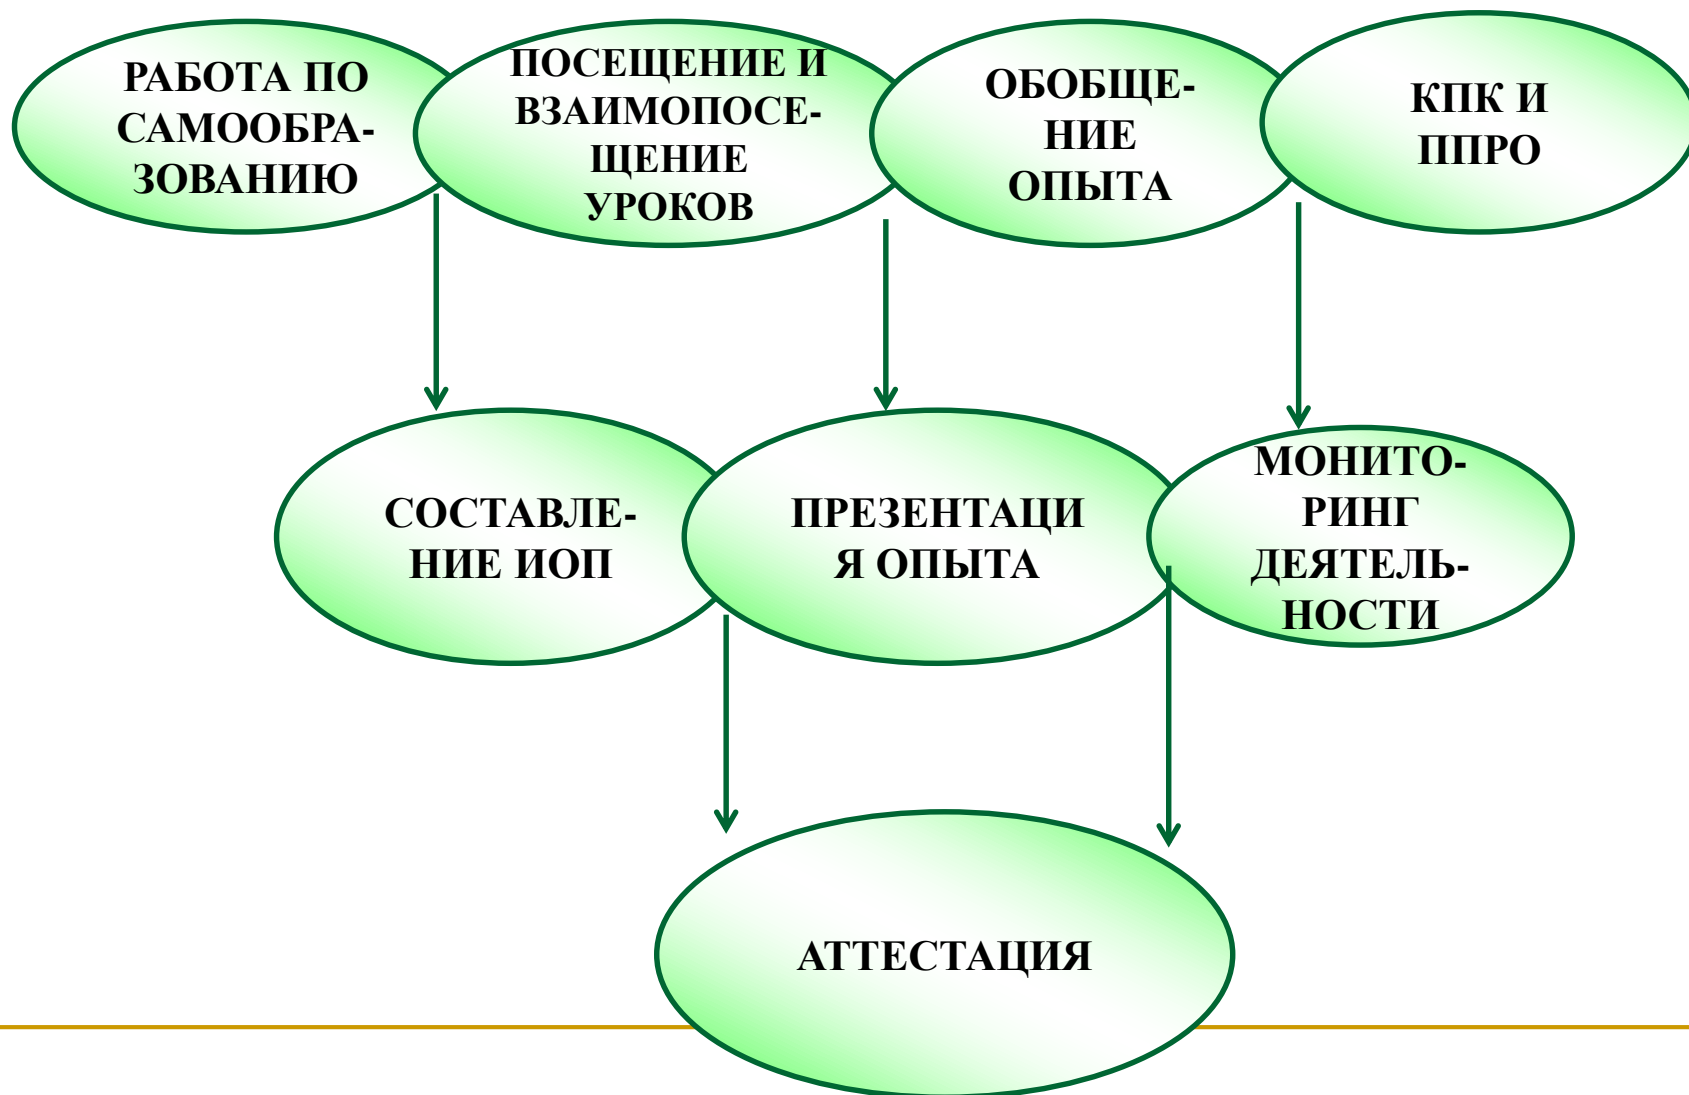 РАБОТА ПО
САМООБРА-
ЗОВАНИЮ
ПОСЕЩЕНИЕ И
ВЗАИМОПОСЕ-
ЩЕНИЕ
УРОКОВ
ОБОБЩЕ-
НИЕ
ОПЫТА
КПК И
ППРО
СОСТАВЛЕ-
НИЕ ИОП
ПРЕЗЕНТАЦИ
Я ОПЫТА
МОНИТО-
РИНГ
ДЕЯТЕЛЬ-
НОСТИ
АТТЕСТАЦИЯ